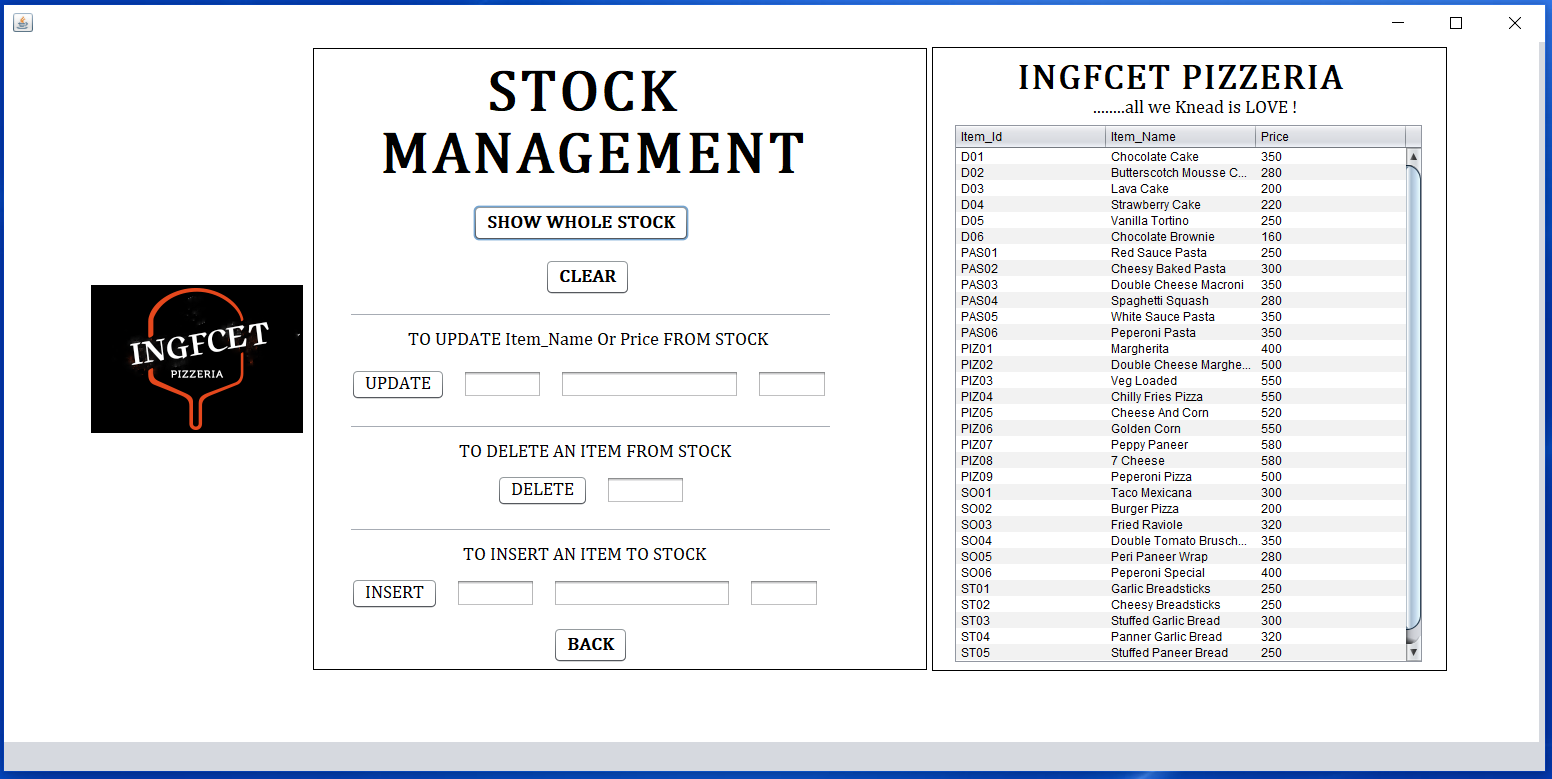 INGFCET
PIZZERIA
STOCK
MANAGEMENT
SHOW WHOLE STOCK
CLEAR
TO UPDATE Item_Name Or Price FROM STOCK
UPDATE
TO DELETE AN ITEM FROM STOCK
DELETE
TO INSERT AN ITEM TO STOCK
INSERT
BACK
INGFCET PIZZERIA
........all we Knead is LOVE !
Item_Id Item_Name Price
D01 Chocolate Cake 350
D02 Butterscotch Mousse C... 280
D03 Lava Cake 200
D04 Strawberry Cake 220
D05 Vanilla Tortino 250
D06 Chocolate Brownie 160
PAS01 Red Sauce Pasta 250
PAS02 Cheesy Baked Pasta 300
PAS03 Double Cheese Macroni 350
PAS04 Spaghetti Squash 280
PAS05 White Sauce Pasta 350
PAS06 Peperoni Pasta 350
PIZ01 Margherita 400
PIZ02 Double Cheese Marghe... 500
PIZ03 Veg Loaded 550
PIZ04 Chilly Fries Pizza 550
PIZ05 Cheese And Corn 520
PIZ06 Golden Corn 550
PIZ07 Peppy Paneer 580
PIZ08 7 Cheese 580
PIZ09 Peperoni Pizza 500
SO01 Taco Mexicana 300
SO02 Burger Pizza 200
SO03 Fried Raviole 320
SO04 Double Tomato Brusch... 350
SO05 Peri Paneer Wrap 280
SO06 Peperoni Special 400
ST01 Garlic Breadsticks 250
ST02 Cheesy Breadsticks 250
ST03 Stuffed Garlic Bread 300
ST04 Panner Garlic Bread 320
ST05 Stuffed Paneer Bread 250